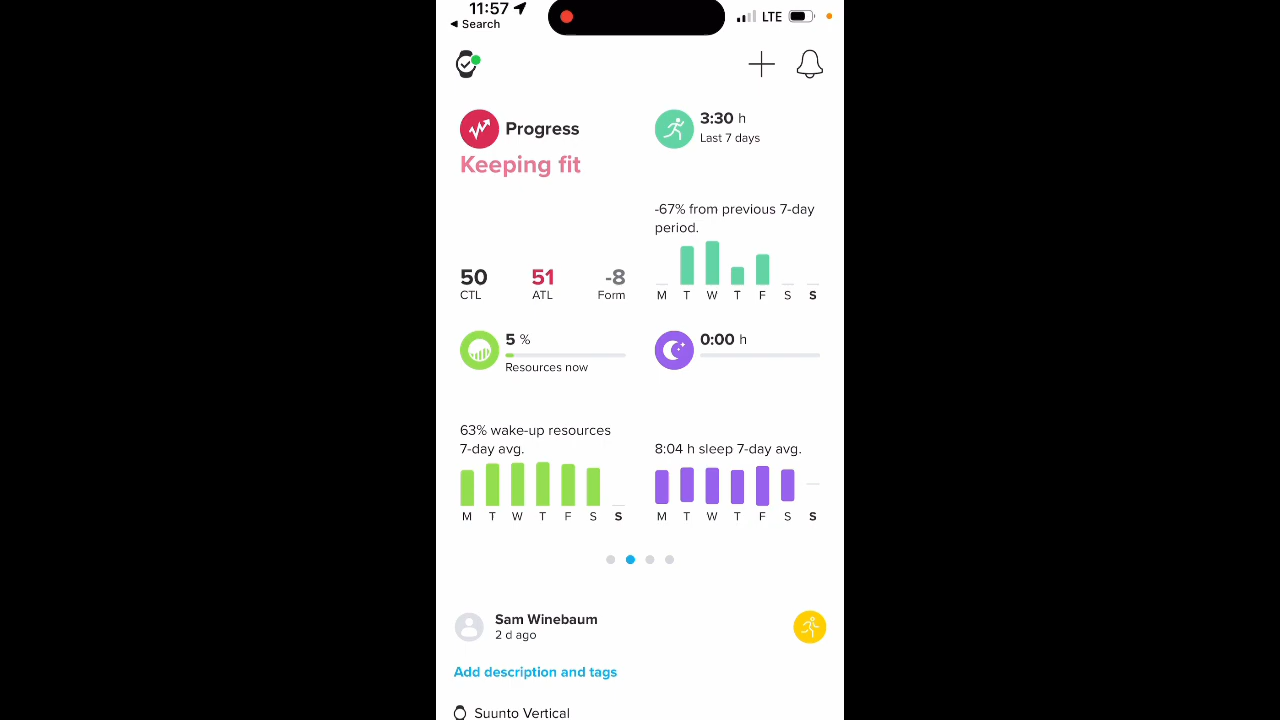 11:57
LTE
◄ Search
Progress
Keeping fit
50
CTL
51
ATL
-8
Form
3:30 h
Last 7 days
-67% from previous 7-day
period.
M T W T F S S
5 %
Resources now
63% wake-up resources
7-day avg.
M T W T F S S
0:00 h
8:04 h sleep 7-day avg.
M T W T F S S
Sam Winebaum
2 d ago
Add description and tags
Suunto Vertical